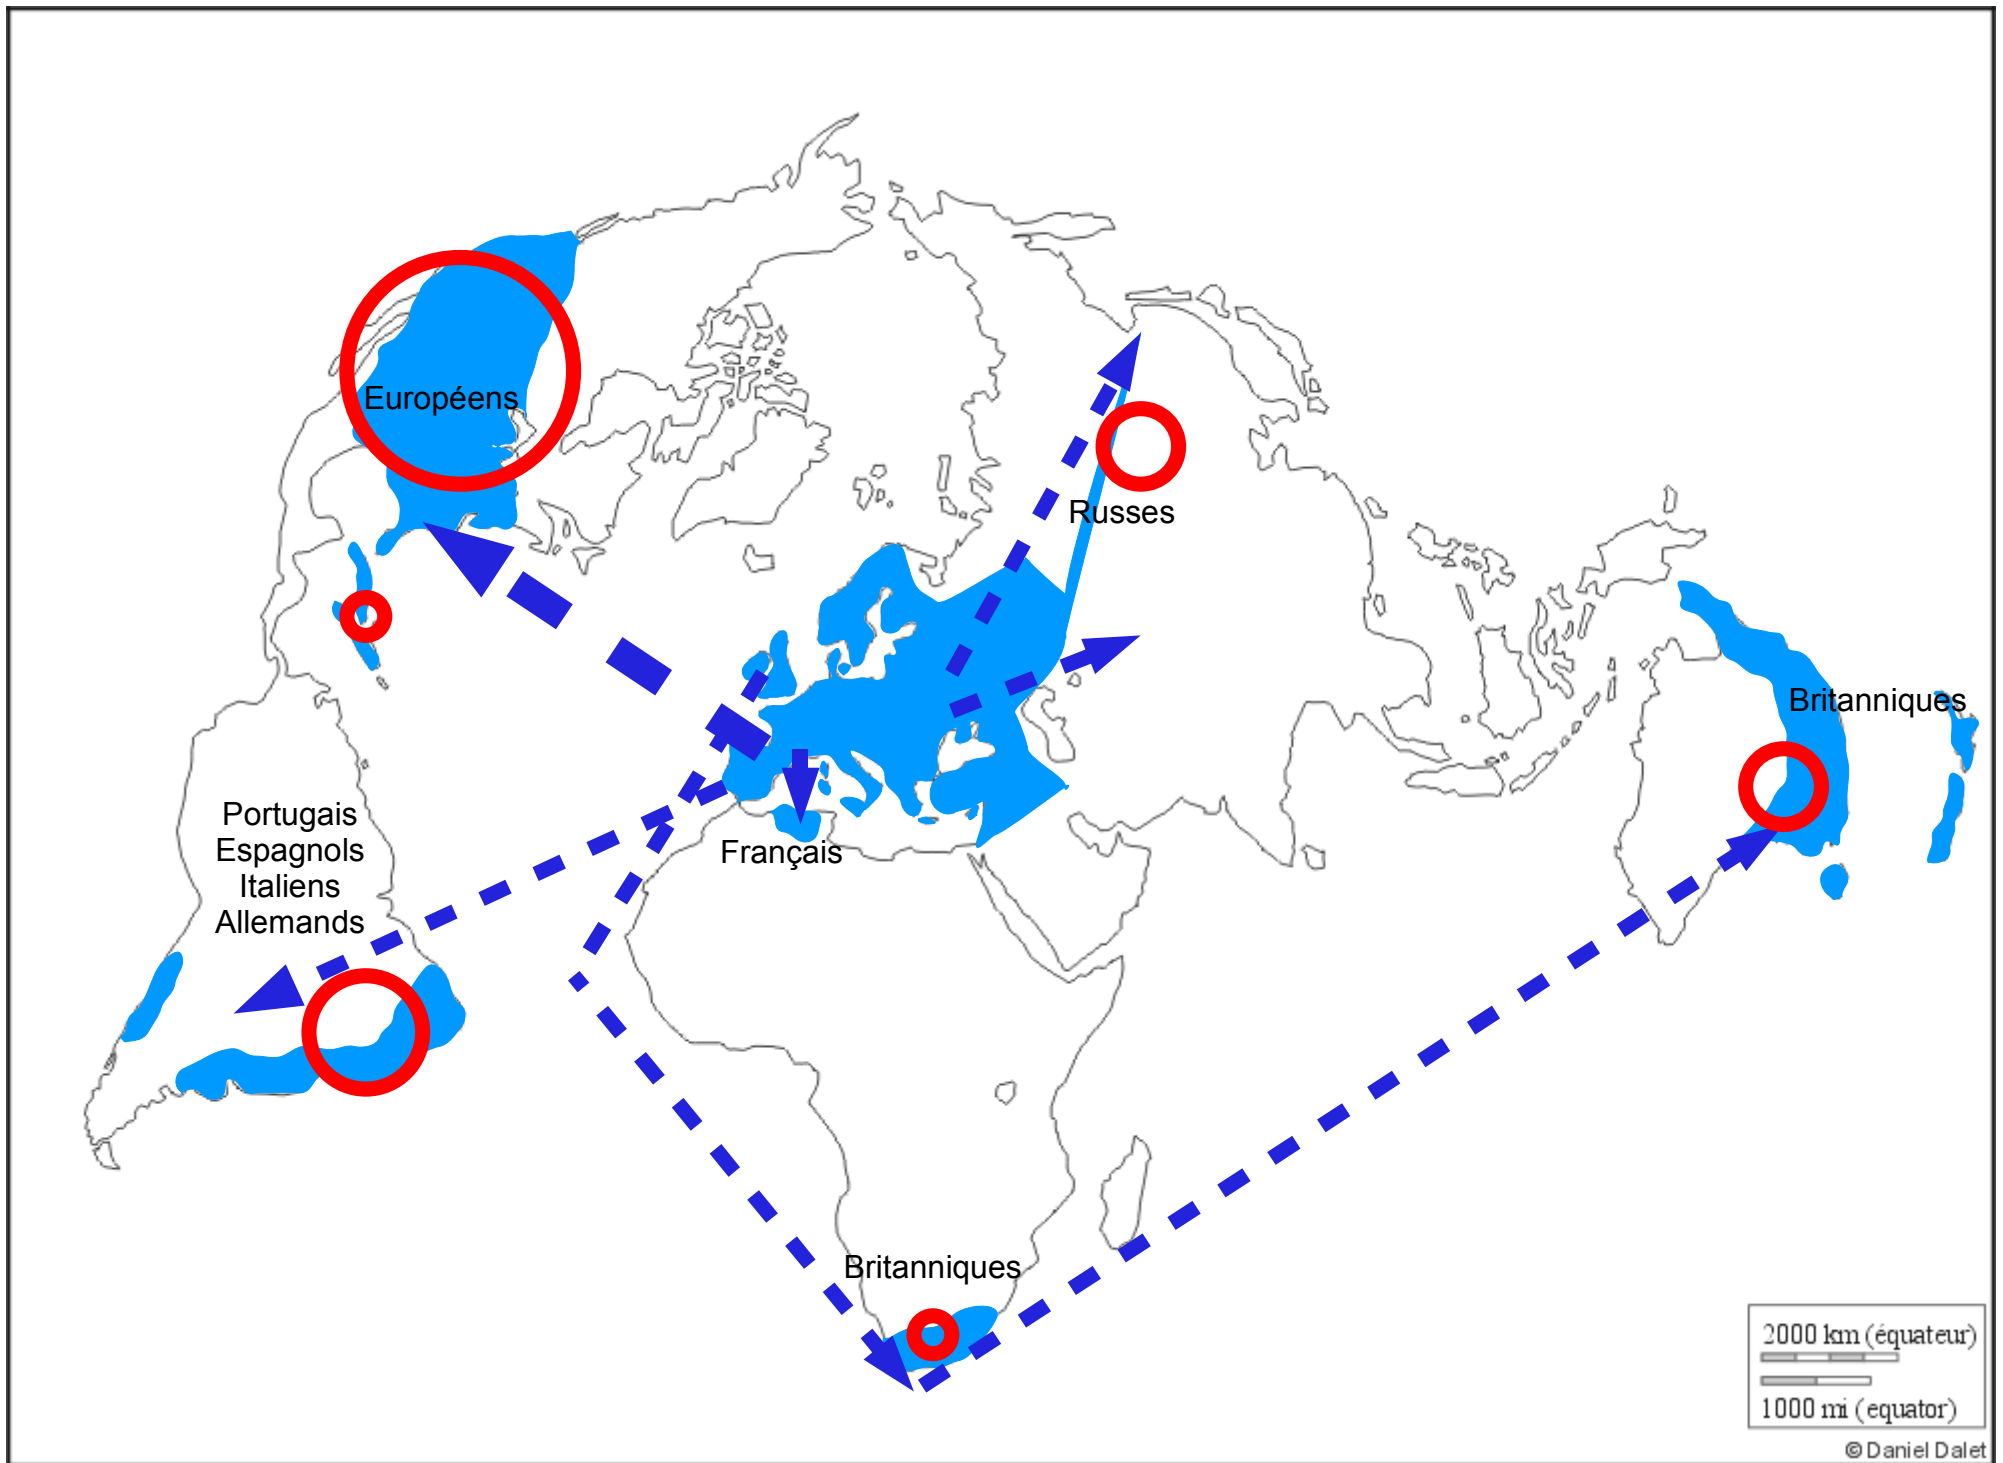 Européens
Russes
Britanniques
Portugais
Espagnols
Italiens
Allemands
Français
Britanniques
2000 km (équateur)
1000 mi (equator)
© Daniel Dalet